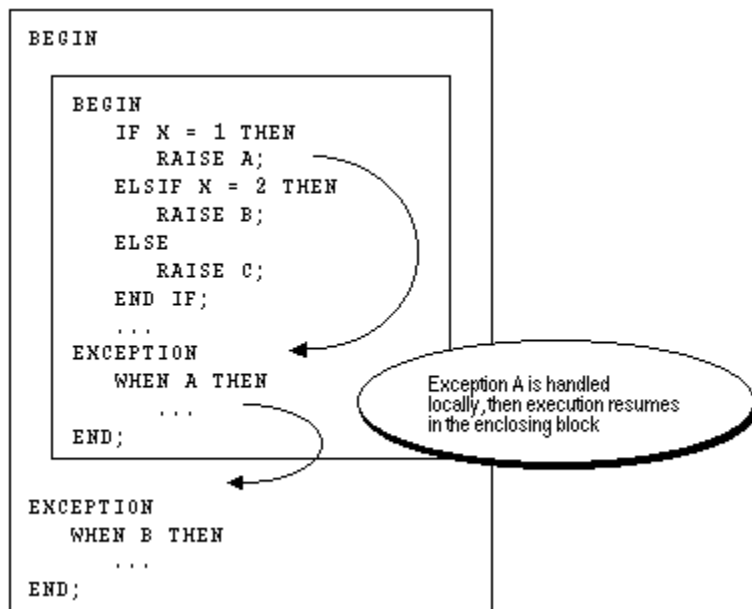 BEGIN
BEGIN
IF X = 1 THEN
RAISE A;
ELSIF X = 2 THEN
RAISE B;
ELSE
RAISE C;
END IF;
...
EXCEPTION
WHEN A THEN
...
END;
Exception A is handled
locally, then execution resumes
in the enclosing block
EXCEPTION
WHEN B THEN
...
END;